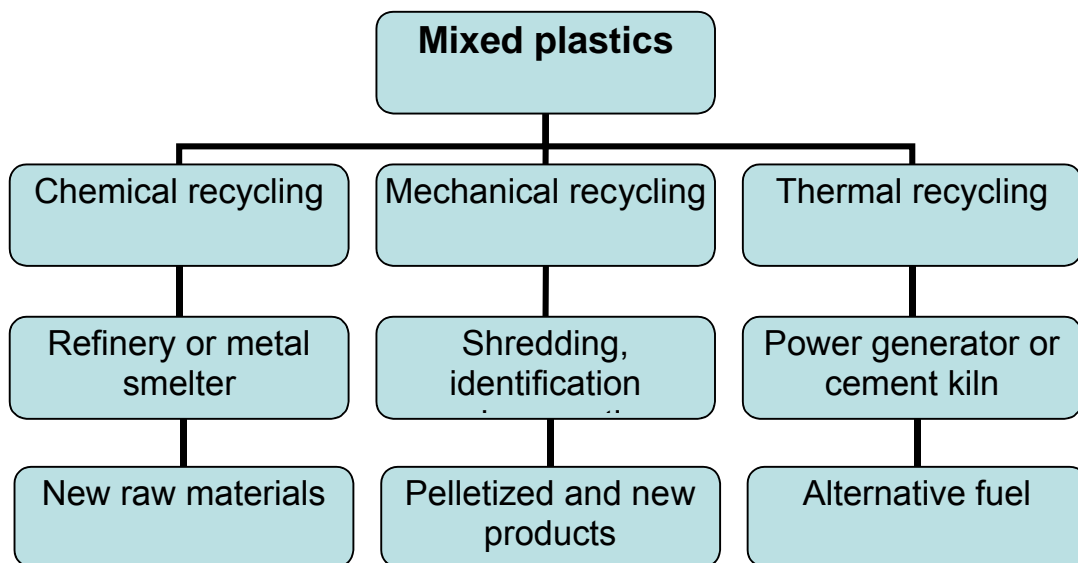 Mixed plastics
Chemical recycling
Mechanical recycling
Thermal recycling
Refinery or metal
smelter
Shredding,
identification
Power generator or
cement kiln
New raw materials
Pelletized and new
products
Alternative fuel